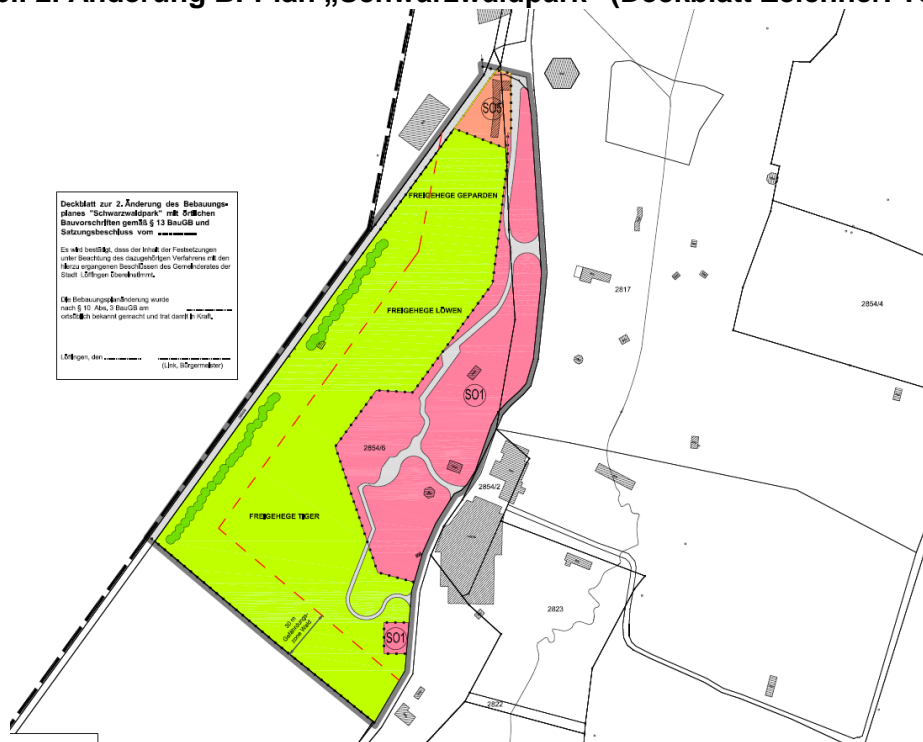 2. Änderung B.-Plan „Schwarzwaldpark“ (Deckblatt
SO5
FREIGEHEGE GEPARDEN
Deckblatt zur 2. Änderung des Bebauungs-
planes "Schwarzwaldpark" mit örtlichen
Bauvorschriften gemäß § 13 BauGB und
Satzungsbeschluss vom
Es wird bestätigt, dass der Inhalt der Festsetzungen
unter Beachtung des dazugehörigen Verfahrens mit den
hierzu ergangenen Beschlüssen des Gemeinderates der
Stadt Löffingen übereinstimmt.
Die Bebauungsplanänderung wurde
nach § 10 Abs. 3 BauGB am
ortsüblich bekannt gemacht und trat damit in Kraft.
Löffingen, den
(Link, Bürgermeister)
2817
2854/4
FREIGEHEGE LÖWEN
SO1
2854/6
2854/2
FREIGEHEGE TIGER
2823
30 m
Gefährdungs-
zone Wald
SO1
2822